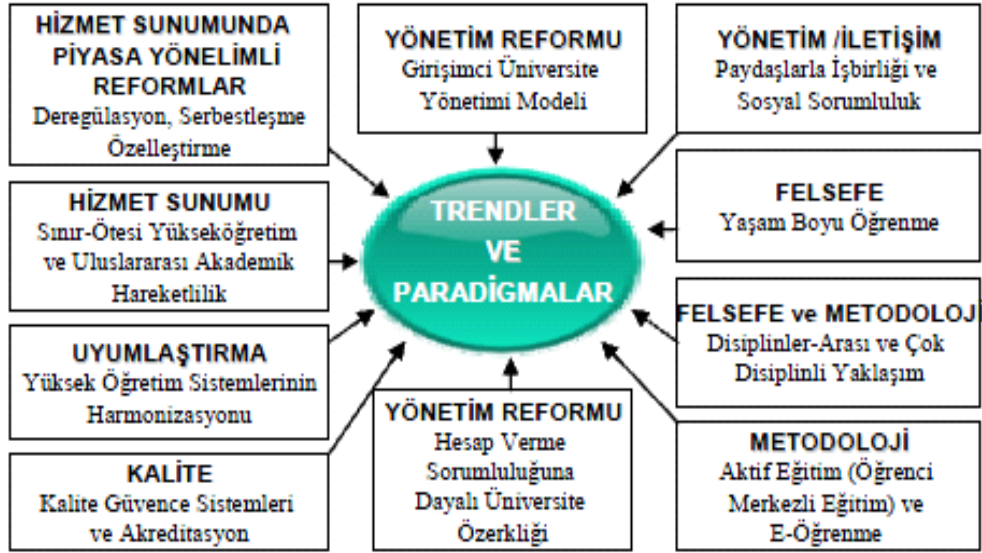 HİZMET SUNUMUNDA
PİYASA YÖNELİMLİ
REFORMLAR
Deregülasyon, Serbestleşme
Özelleştirme
YÖNETİM REFORMU
Girişimci Üniversite
Yönetimi Modeli
YÖNETİM /İLETİŞİM
Paydaşlarla İşbirliği ve
Sosyal Sorumluluk
HİZMET SUNUMU
Sınır-Ötesi Yükseköğretim
ve Uluslararası Akademik
Hareketlilik
TRENDLER
VE
PARADİGMALAR
FELSEFE
Yaşam Boyu Öğrenme
UYUMLAŞTIRMA
Yüksek Öğretim Sistemlerinin
Harmonizasyonu
FELSEFE ve METODOLOJİ
Disiplinler-Arası ve Çok
Disiplinli Yaklaşım
KALİTE
Kalite Güvence Sistemleri
ve Akreditasyon
YÖNETİM REFORMU
Hesap Verme
Sorumluluğuna
Dayalı Üniversite
Özerkliği
METODOLOJİ
Aktif Eğitim (Öğrenci
Merkezli Eğitim) ve
E-Öğrenme